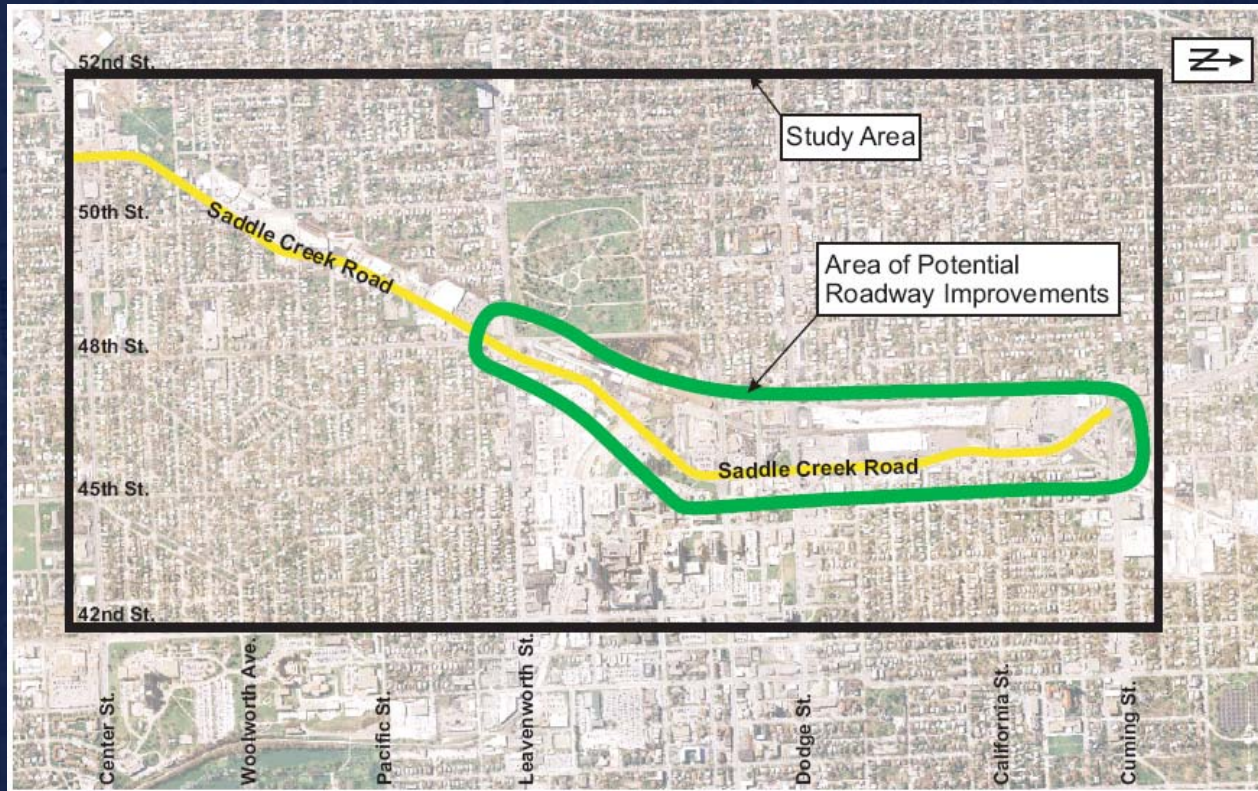 52nd St.
Z
Study Area
50th St.
Saddle Creek Road
Area of Potential
Roadway Improvements
48th St.
Saddle Creek Road
45th St.
42nd St.
Center St.
Woolworth Ave.
Pacific St.
Leavenworth St.
Dodge St.
California St.
Cuming St.